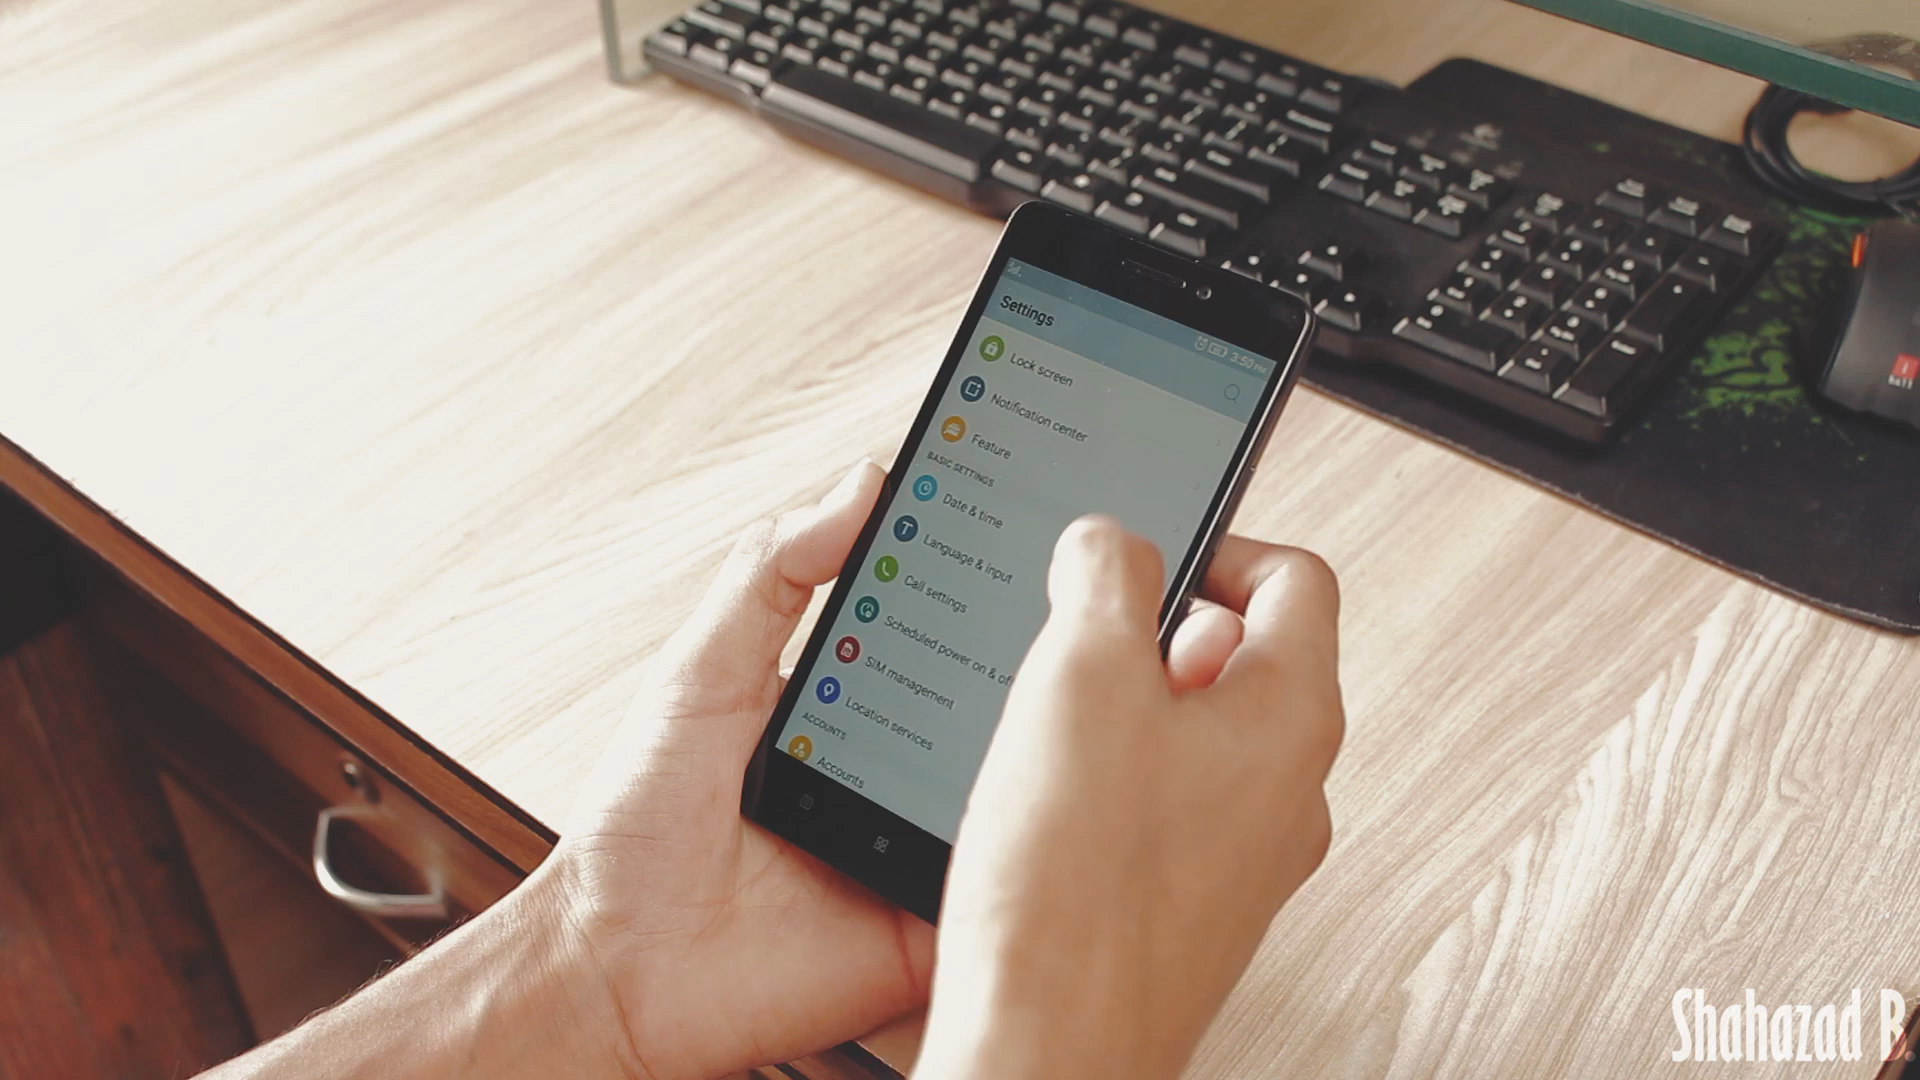 3:50 PM
Settings
Lock screen
Notification center
Feature
BASIC SETTINGS
Date & time
Language & input
Call settings
Scheduled power on & of
SIM management
Location services
ACCOUNTS
Accounts
Shahazad B.